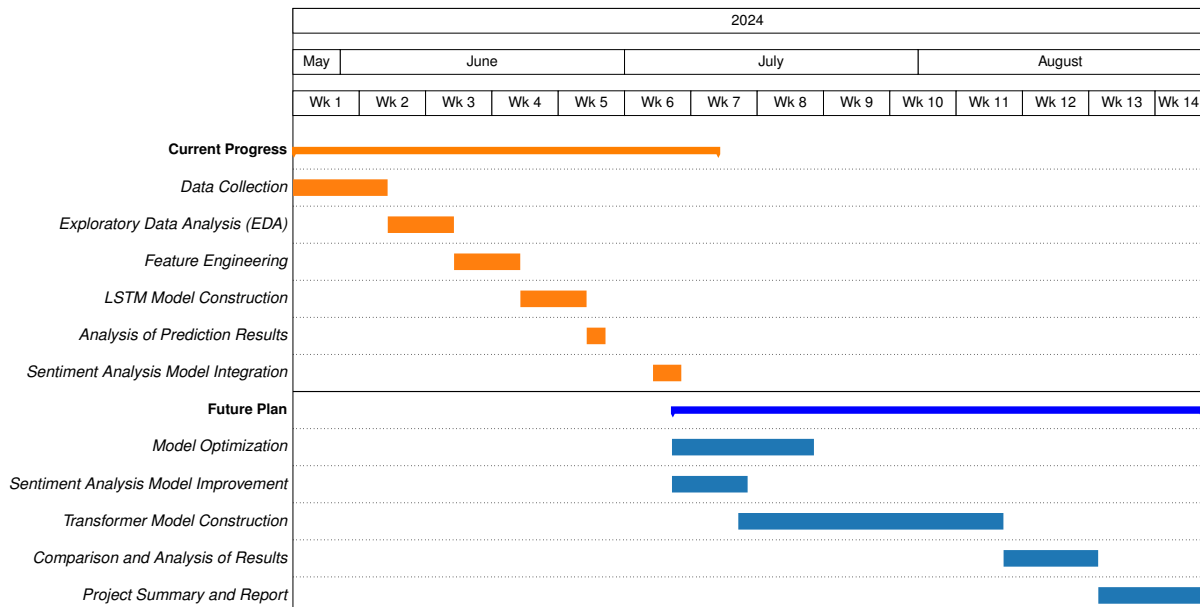 2024
May June July August
Wk 1 Wk 2 Wk 3 Wk 4 Wk 5 Wk 6 Wk 7 Wk 8 Wk 9 Wk 10 Wk 11 Wk 12 Wk 13 Wk 14
Current Progress
Data Collection
Exploratory Data Analysis (EDA)
Feature Engineering
LSTM Model Construction
Analysis of Prediction Results
Sentiment Analysis Model Integration
Future Plan
Model Optimization
Sentiment Analysis Model Improvement
Transformer Model Construction
Comparison and Analysis of Results
Project Summary and Report